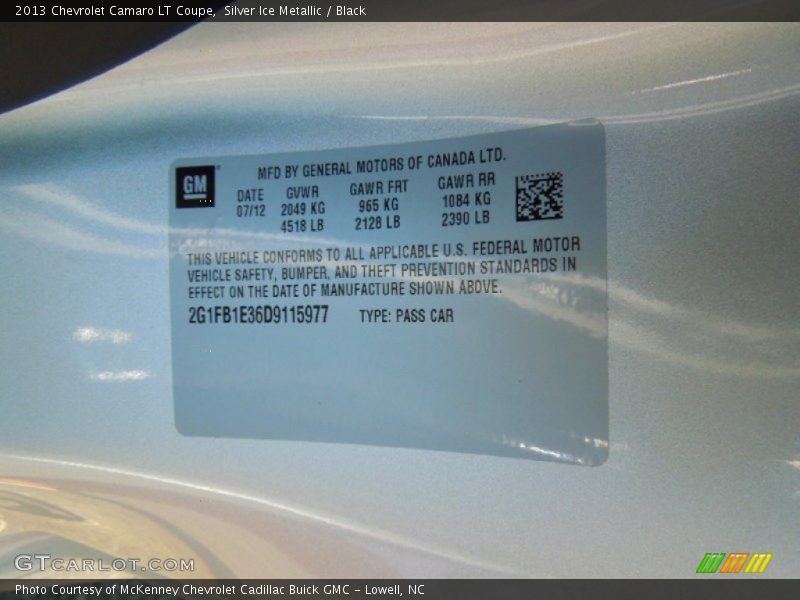 2013 Chevrolet Camaro LT Coupe, Silver Ice Metallic / Black
GM
MFD BY GENERAL MOTORS OF CANADA LTD.
DATE GVWR GAWR FRT GAWR RR
07/12 2049 KG 965 KG 1084 KG
4518 LB 2128 LB 2390 LB
THIS VEHICLE CONFORMS TO ALL APPLICABLE U.S. FEDERAL MOTOR
VEHICLE SAFETY, BUMPER, AND THEFT PREVENTION STANDARDS IN
EFFECT ON THE DATE OF MANUFACTURE SHOWN ABOVE.
2G1FB1E36D9115977 TYPE: PASS CAR
GTCARLOT.COM
Photo Courtesy of McKenney Chevrolet Cadillac Buick GMC - Lowell, NC